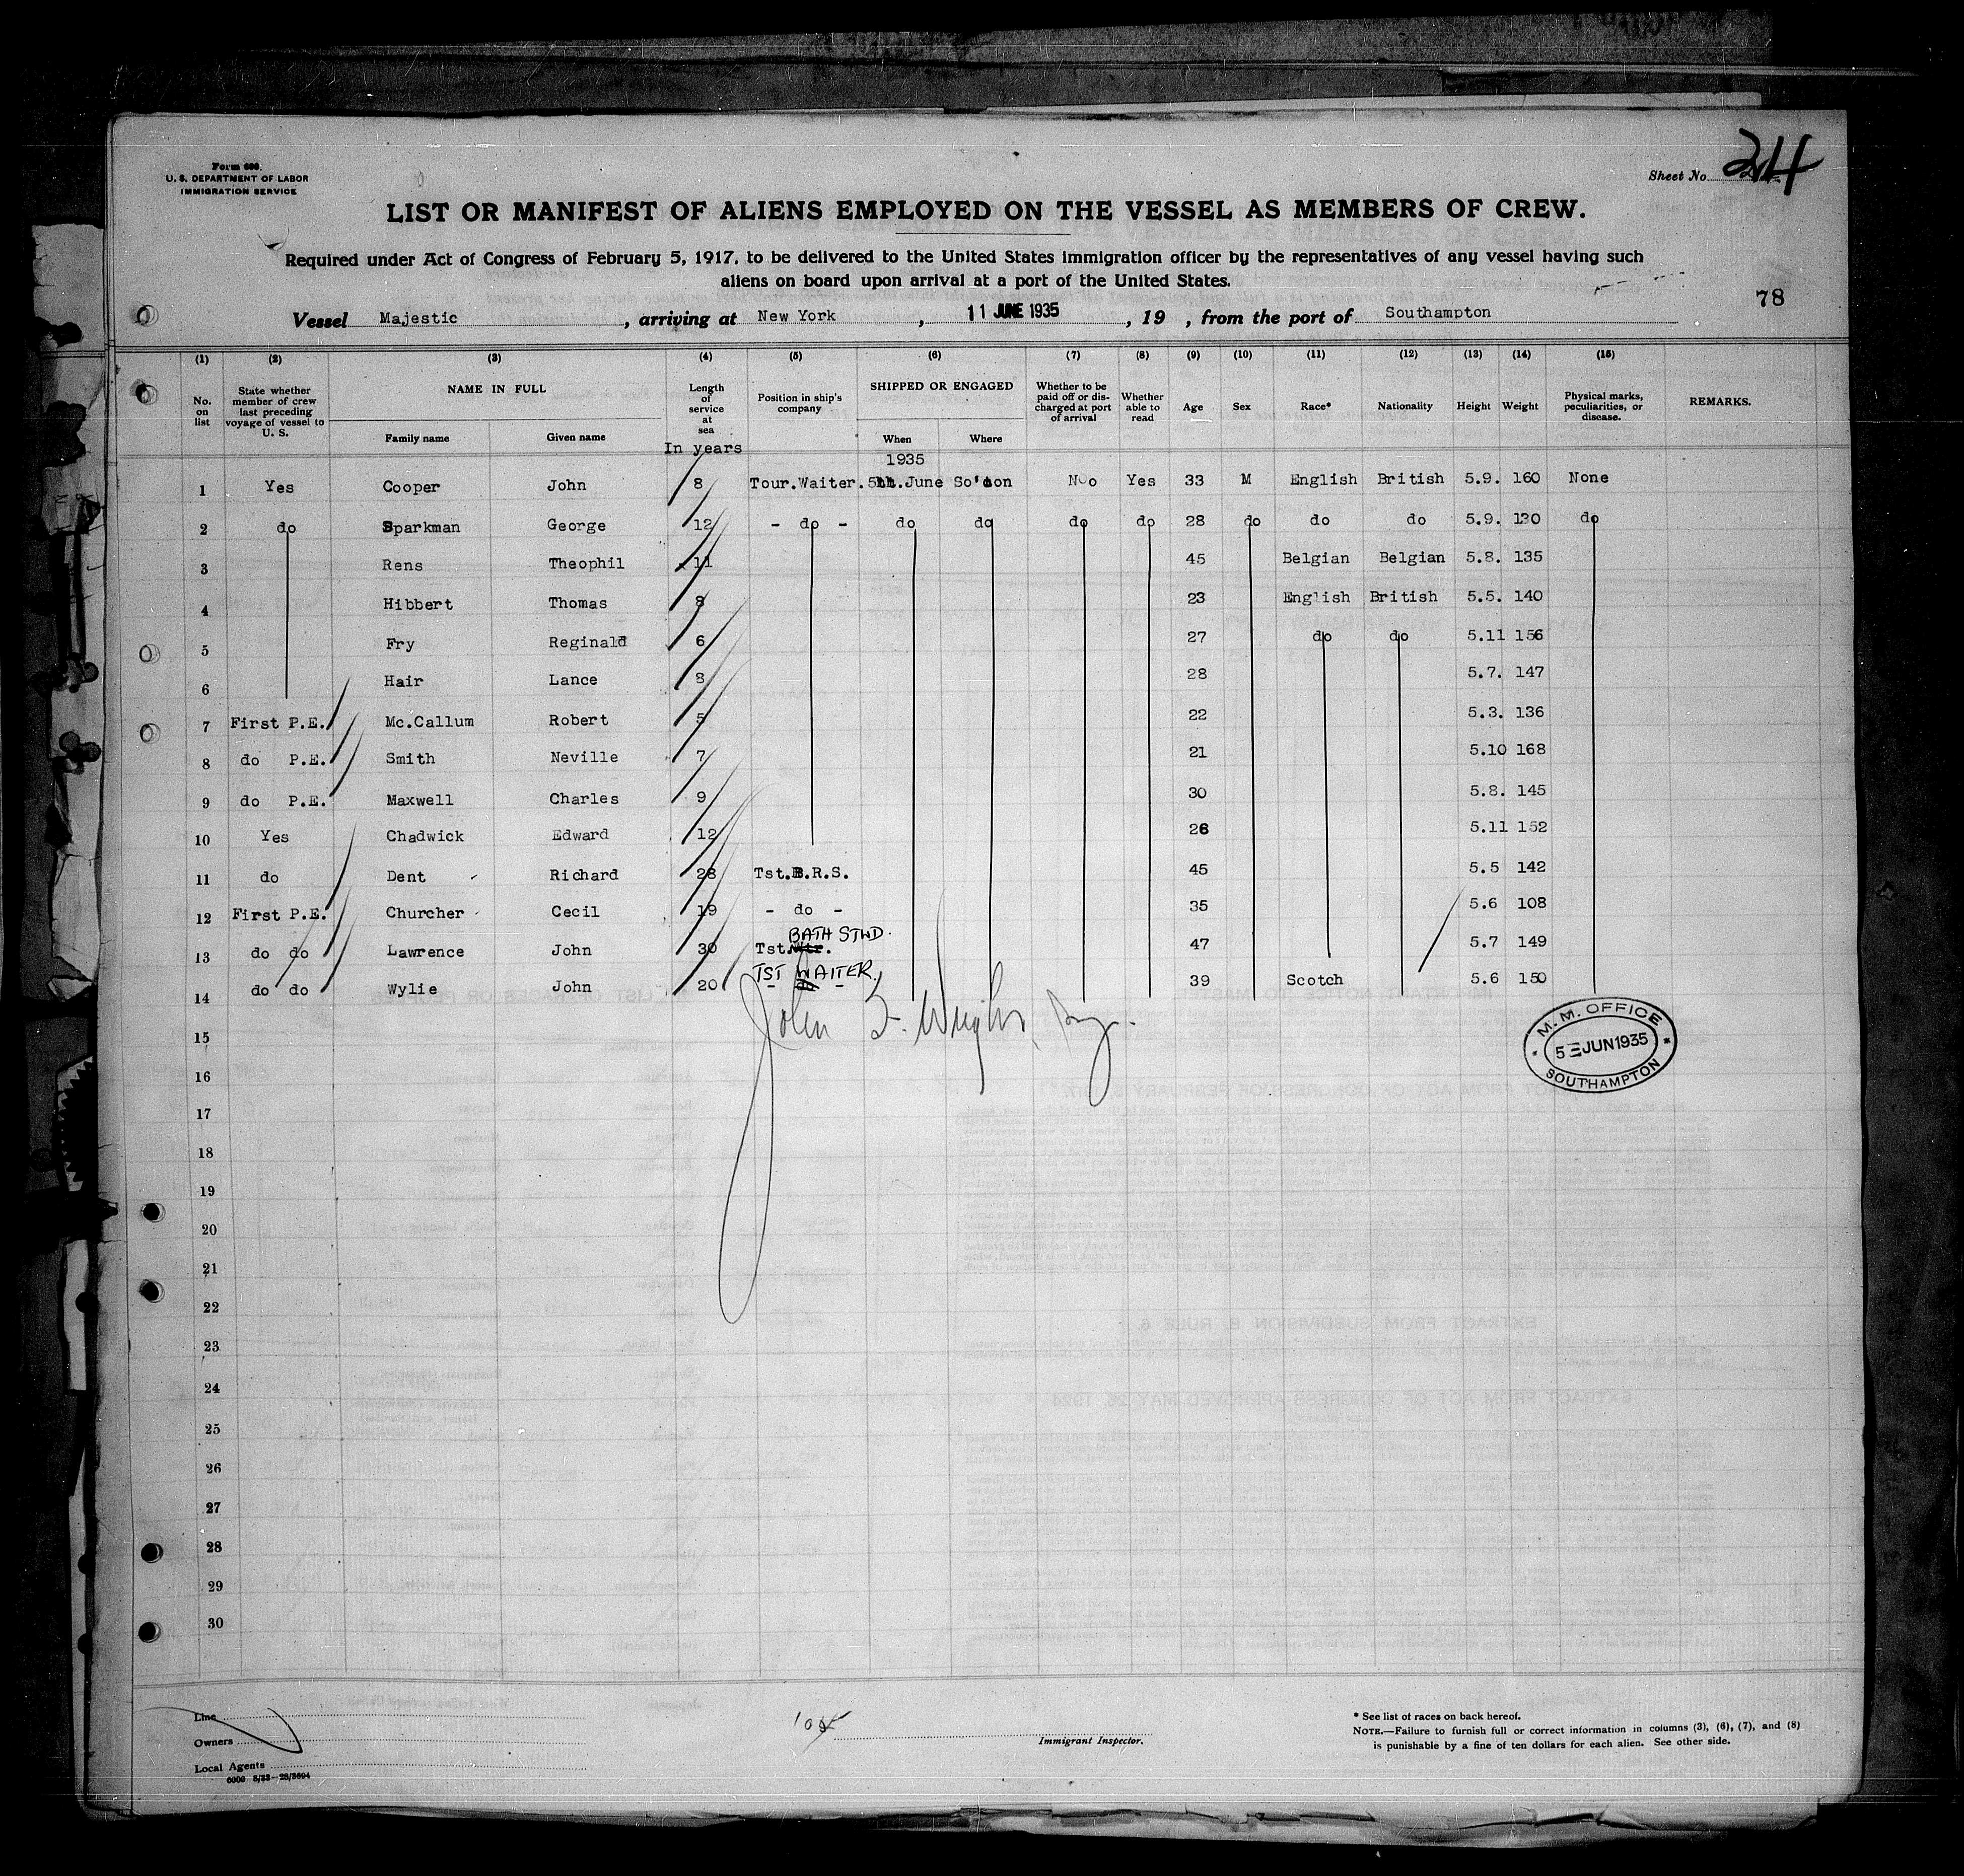 Form 680.
U. S. DEPARTMENT OF LABOR
IMMIGRATION SERVICE
Sheet No. 24
LIST OR MANIFEST OF ALIENS EMPLOYED ON THE VESSEL AS MEMBERS OF CREW.
Required under Act of Congress of February 5, 1917, to be delivered to the United States immigration officer by the representatives of any vessel having such
aliens on board upon arrival at a port of the United States.
78
Vessel Majestic, arriving at New York, 11 JUNE 1935, 19 , from the port of Southampton
(1) (2) (3) (4) (5) (6) (7) (8) (9) (10) (11) (12) (13) (14) (15)
No. on list
State whether member of crew last preceding voyage of vessel to U. S.
NAME IN FULL
Family name Given name
Length of service at sea
In years
Position in ship's company
SHIPPED OR ENGAGED
When Where
1935
Whether to be paid off or discharged at port of arrival
Whether able to read
Age
Sex
Race*
Nationality
Height
Weight
Physical marks, peculiarities, or disease.
REMARKS.
1 Yes Cooper John 8 Tour.Waiter. 5th.June So'ton No Yes 33 M English British 5.9. 160 None
2 do Sparkman George 12 - do - do do do do 28 do do do 5.9. 130 do
3 Rens Theophil 11 45 Belgian Belgian 5.8. 135
4 Hibbert Thomas 8 23 English British 5.5. 140
5 Fry Reginald 6 27 do do 5.11 156
6 Hair Lance 8 28 5.7. 147
7 First P.E. Mc.Callum Robert 5 22 5.3. 136
8 do P.E. Smith Neville 7 21 5.10 168
9 do P.E. Maxwell Charles 9 30 5.8. 145
10 Yes Chadwick Edward 12 26 5.11 152
11 do Dent Richard 28 Tst.B.R.S. 45 5.5 142
12 First P.E. Churcher Cecil 19 - do - 35 5.6 108
BATH STWD.
13 do do Lawrence John 30 Tst.Wtr. 47 5.7 149
TST WAITER.
14 do do Wylie John 20 - do - 39 Scotch 5.6 150
John F.
15
16
17
18
19
20
21
22
23
24
25
26
27
28
29
30
M. M. OFFICE
5 JUN 1935
SOUTHAMPTON
Line
Owners
Local Agents
6000 8/33-28/5694
Immigrant Inspector.
* See list of races on back hereof.
NOTE.—Failure to furnish full or correct information in columns (3), (6), (7), and (8)
is punishable by a fine of ten dollars for each alien. See other side.